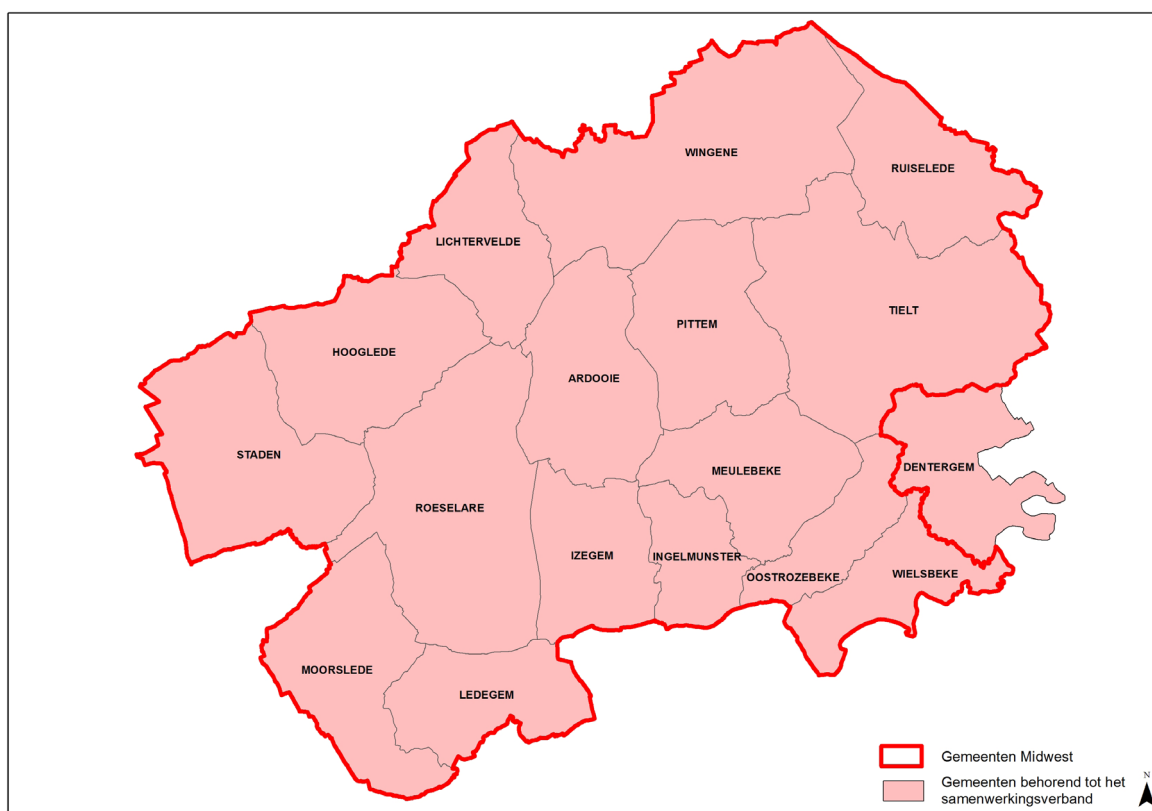 WINGENE
RUISELEDE
LICHTERVELDE
TIELT
PITTEM
HOOGLEDE
ARDOOIE
STADEN
DENTERGEM
MEULEBEKE
ROESELARE
IZEGEM
INGELMUNSTER
OOSTROZEBEKE
WIELSBEKE
MOORSLEDE
LEDEGEM
Gemeenten Midwest
Gemeenten behorend tot het
samenwerkingsverband
N